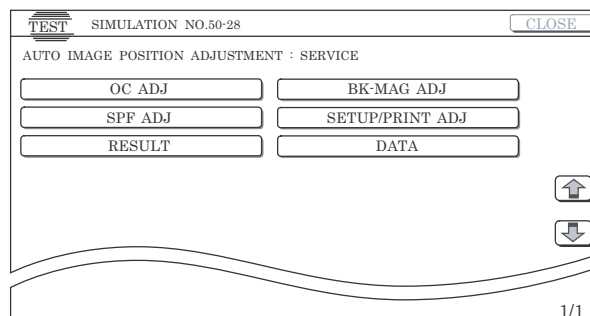 TEST SIMULATION NO.50-28 CLOSE
AUTO IMAGE POSITION ADJUSTMENT : SERVICE
OC ADJ BK-MAG ADJ
SPF ADJ SETUP/PRINT ADJ
RESULT DATA
1/1